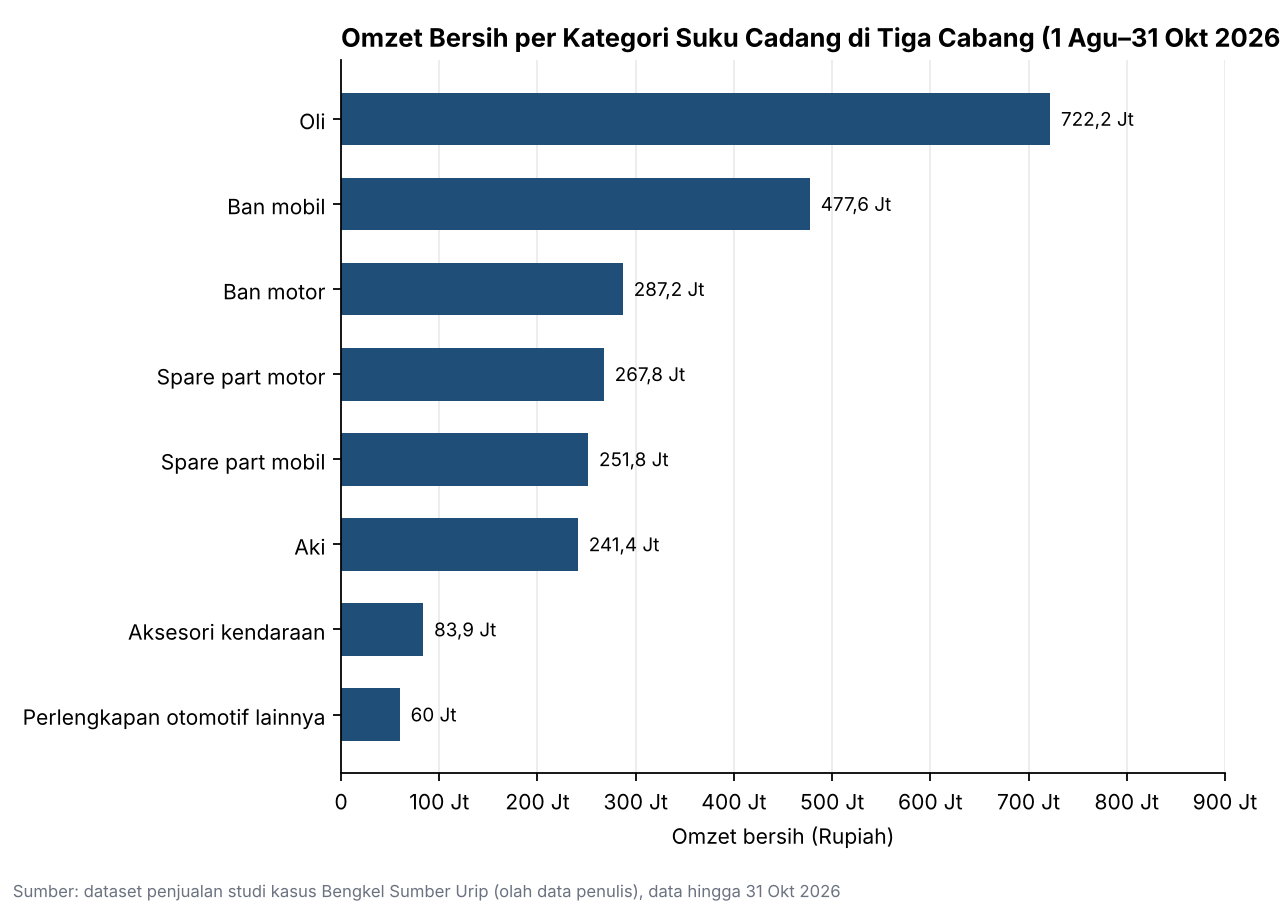 Omzet Bersih per Kategori Suku Cadang di Tiga Cabang (1 Agu–31 Okt 2026
Oli
722,2 Jt
Ban mobil
477,6 Jt
Ban motor
287,2 Jt
Spare part motor
267,8 Jt
Spare part mobil
251,8 Jt
Aki
241,4 Jt
Aksesori kendaraan
83,9 Jt
Perlengkapan otomotif lainnya
60 Jt
0 100 Jt 200 Jt 300 Jt 400 Jt 500 Jt 600 Jt 700 Jt 800 Jt 900 Jt
Omzet bersih (Rupiah)
Sumber: dataset penjualan studi kasus Bengkel Sumber Urip (olah data penulis), data hingga 31 Okt 2026